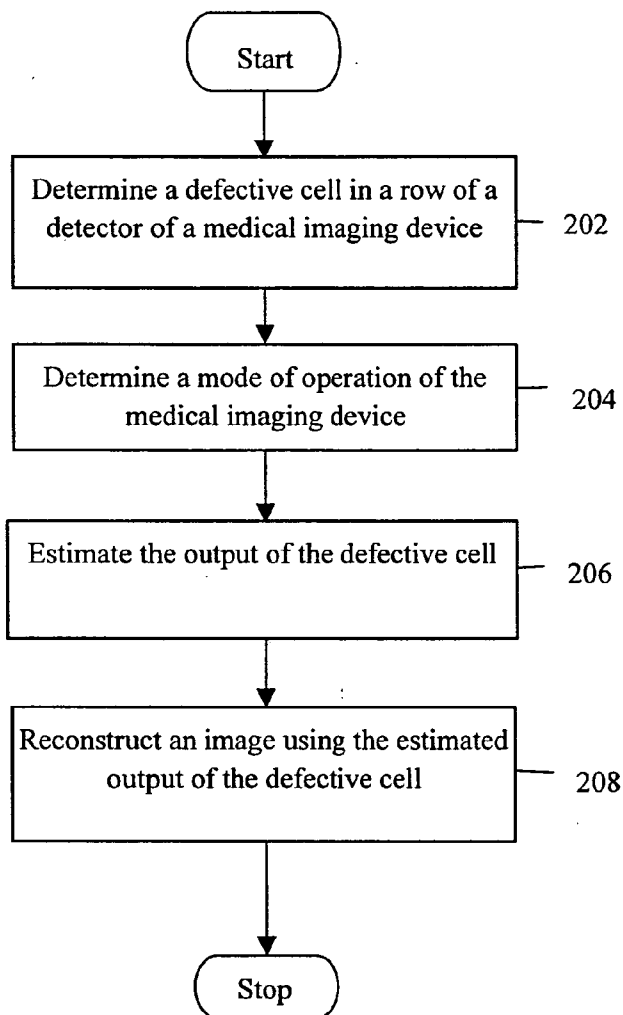 Start
Determine a defective cell in a row of a
detector of a medical imaging device
202
Determine a mode of operation of the
medical imaging device
204
Estimate the output of the defective cell
206
Reconstruct an image using the estimated
output of the defective cell
208
Stop